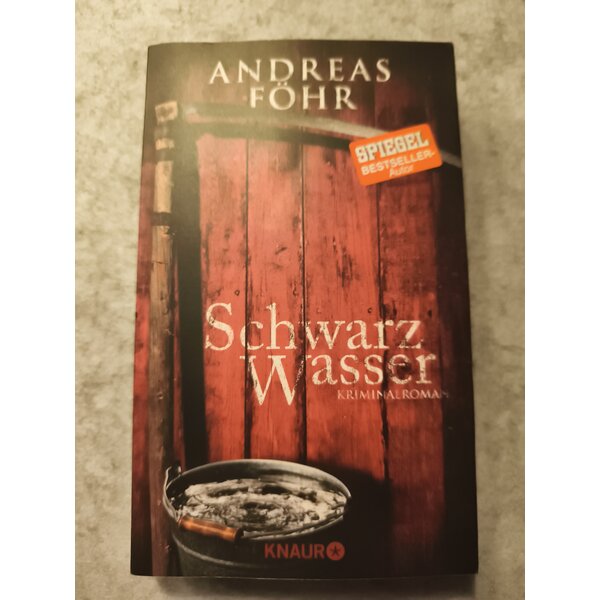 ANDREAS
FÖHR
SPIEGEL
BESTSELLER-
Autor
Schwarz
Wasser
KRIMINALROMAN
KNAUR